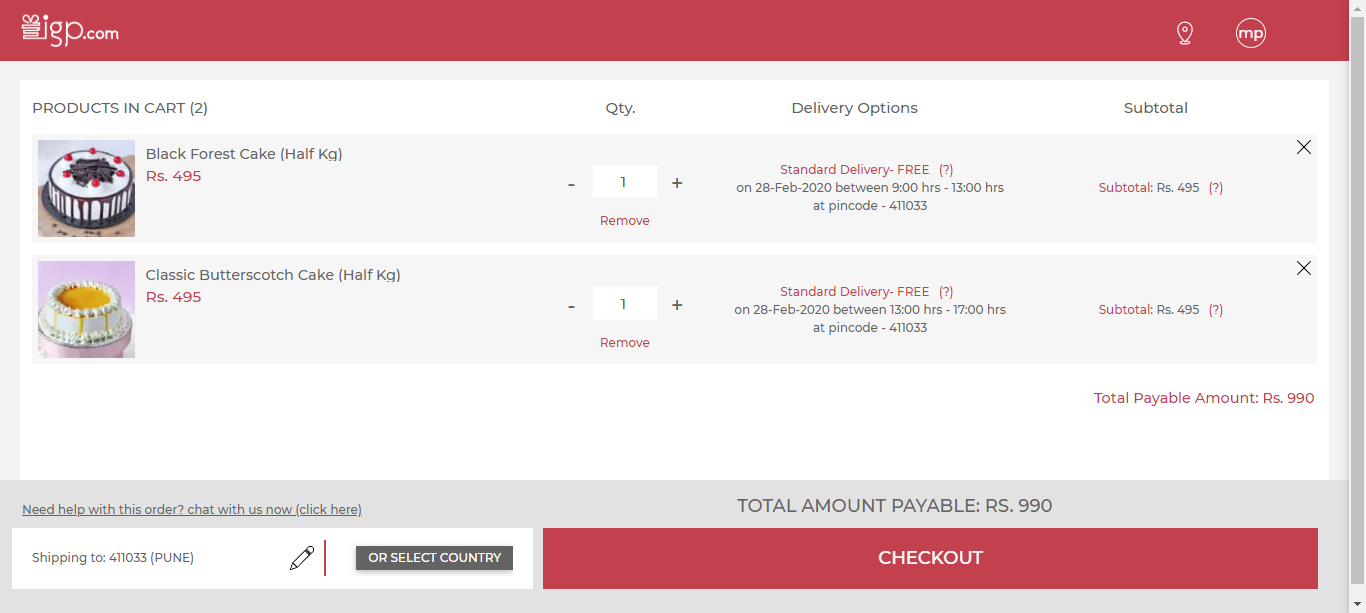 igp.com
mp
PRODUCTS IN CART (2) Qty. Delivery Options Subtotal
Black Forest Cake (Half Kg)
Rs. 495
- 1 +
Remove
Standard Delivery- FREE (?)
on 28-Feb-2020 between 9:00 hrs - 13:00 hrs
at pincode - 411033
Subtotal: Rs. 495 (?)
Classic Butterscotch Cake (Half Kg)
Rs. 495
- 1 +
Remove
Standard Delivery- FREE (?)
on 28-Feb-2020 between 13:00 hrs - 17:00 hrs
at pincode - 411033
Subtotal: Rs. 495 (?)
Total Payable Amount: Rs. 990
Need help with this order? chat with us now (click here)
TOTAL AMOUNT PAYABLE: RS. 990
Shipping to: 411033 (PUNE)
OR SELECT COUNTRY
CHECKOUT